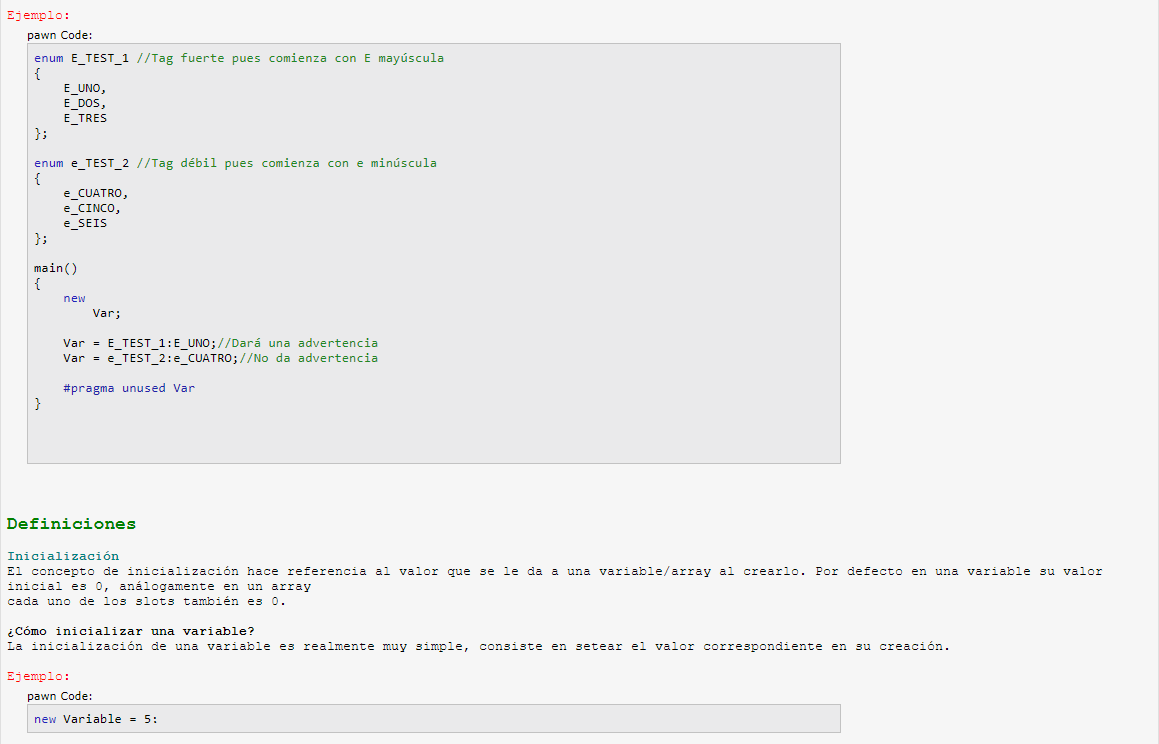 Ejemplo:
pawn Code:
enum E_TEST_1 //Tag fuerte pues comienza con E mayúscula
{
    E_UNO,
    E_DOS,
    E_TRES
};
enum e_TEST_2 //Tag débil pues comienza con e minúscula
{
    e_CUATRO,
    e_CINCO,
    e_SEIS
};
main()
{
    new
        Var;
    Var = E_TEST_1:E_UNO;//Dará una advertencia
    Var = e_TEST_2:e_CUATRO;//No da advertencia
    #pragma unused Var
}
Definiciones
Inicialización
El concepto de inicialización hace referencia al valor que se le da a una variable/array al crearlo. Por defecto en una variable su valor
inicial es 0, análogamente en un array
cada uno de los slots también es 0.
¿Cómo inicializar una variable?
La inicialización de una variable es realmente muy simple, consiste en setear el valor correspondiente en su creación.
Ejemplo:
pawn Code:
new Variable = 5: